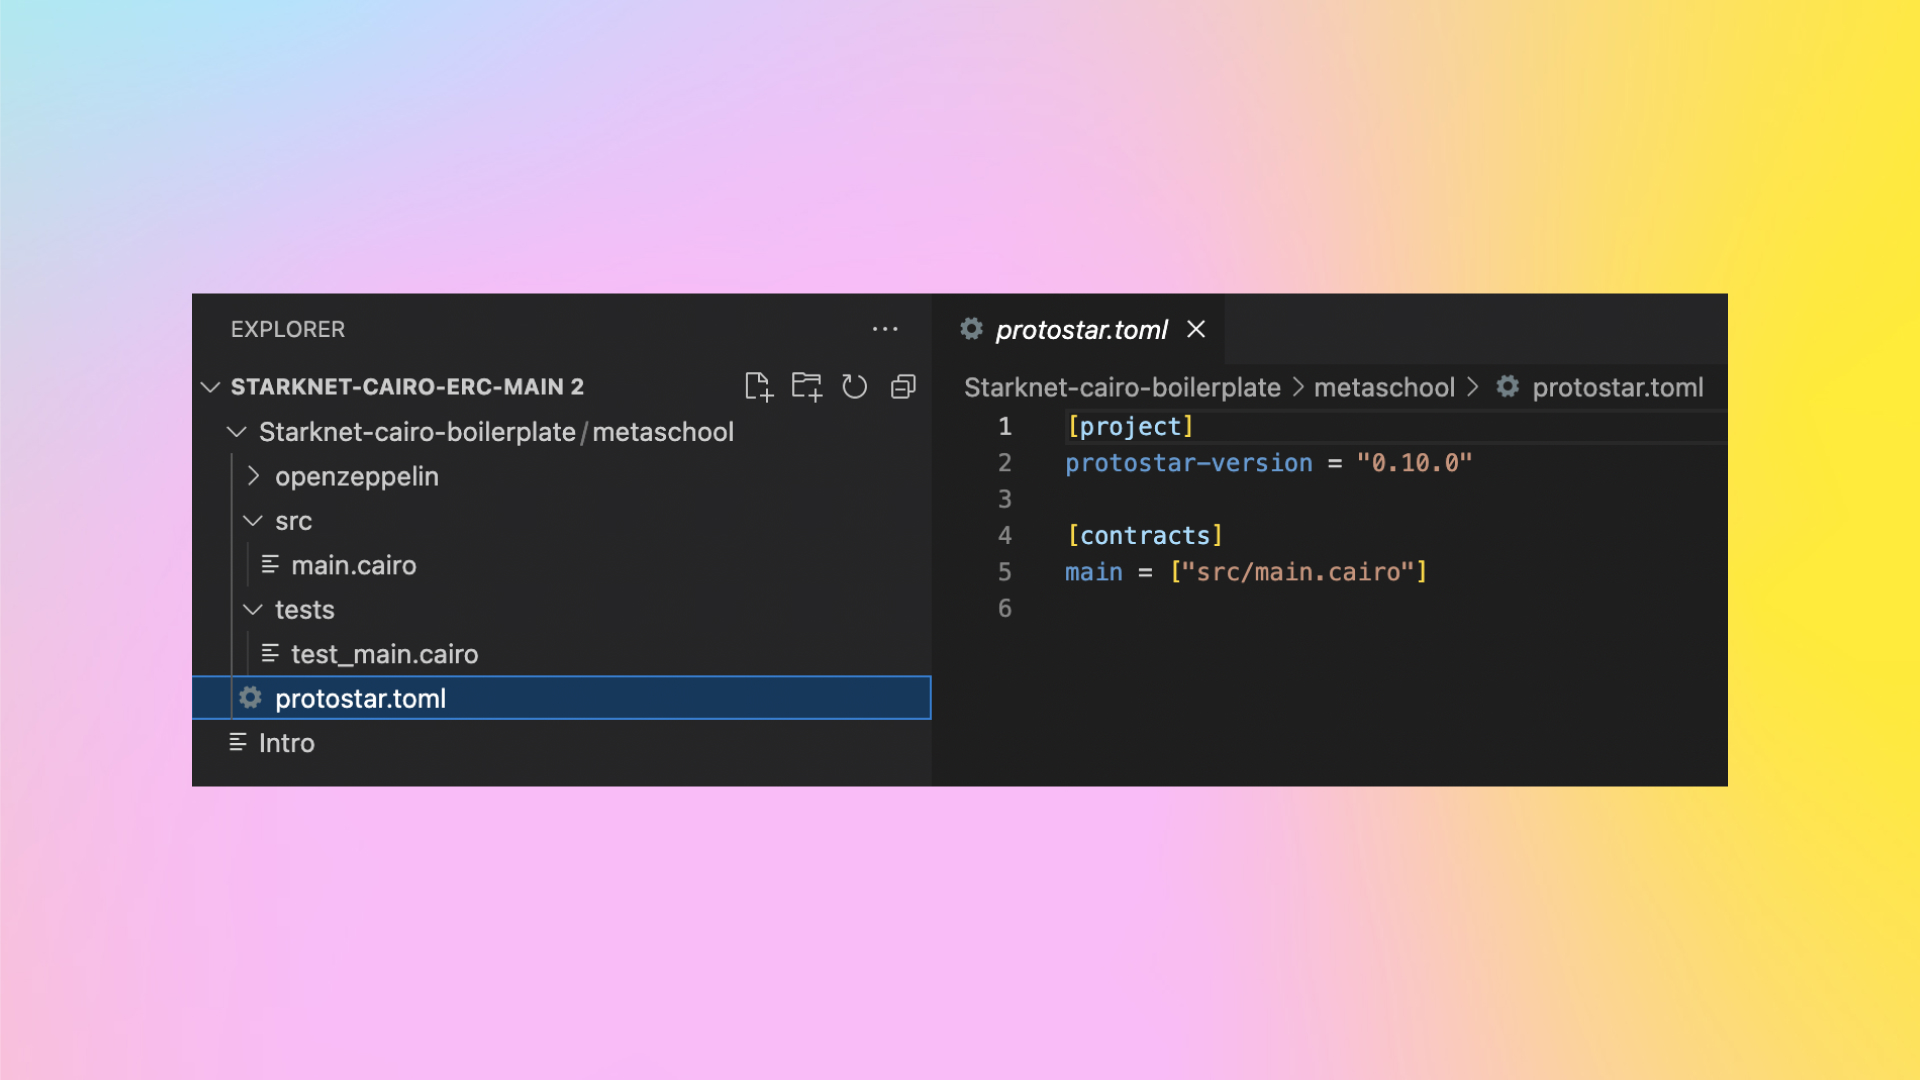 EXPLORER
STARKNET-CAIRO-ERC-MAIN 2
Starknet-cairo-boilerplate/metaschool
openzeppelin
src
main.cairo
tests
test_main.cairo
protostar.toml
Intro
protostar.toml
Starknet-cairo-boilerplate > metaschool > protostar.toml
1 [project]
2 protostar-version = "0.10.0"
3
4 [contracts]
5 main = ["src/main.cairo"]
6